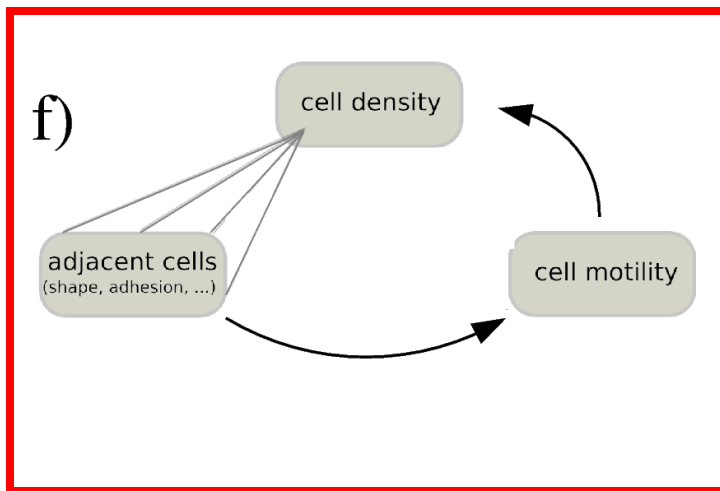 f)
cell density
adjacent cells
(shape, adhesion, ...)
cell motility